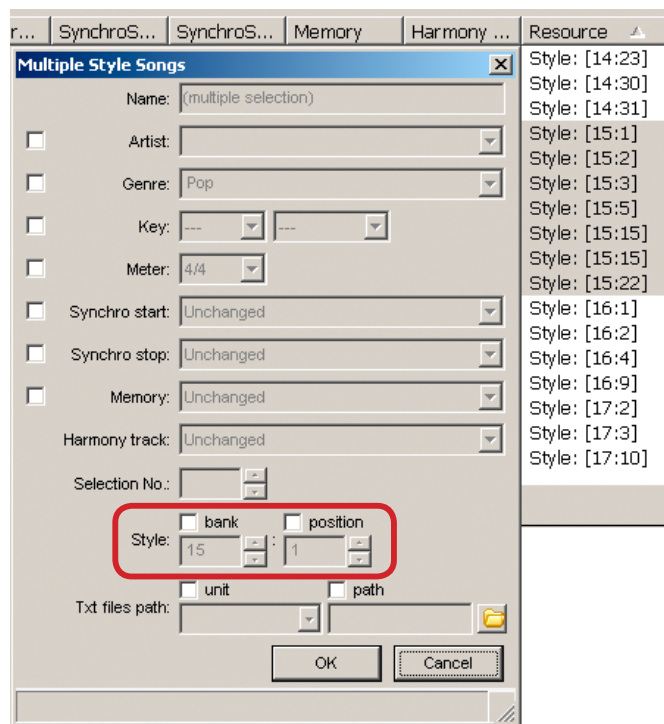 r... SynchroS... SynchroS... Memory Harmony ... Resource
Multiple Style Songs
Name: (multiple selection)
Artist:
Genre: Pop
Key: --- ---
Meter: 4/4
Synchro start: Unchanged
Synchro stop: Unchanged
Memory: Unchanged
Harmony track: Unchanged
Selection No.:
bank position
Style: 15 : 1
unit path
Txt files path:
OK Cancel
Style: [14:23]
Style: [14:30]
Style: [14:31]
Style: [15:1]
Style: [15:2]
Style: [15:3]
Style: [15:5]
Style: [15:15]
Style: [15:15]
Style: [15:22]
Style: [16:1]
Style: [16:2]
Style: [16:4]
Style: [16:9]
Style: [17:2]
Style: [17:3]
Style: [17:10]